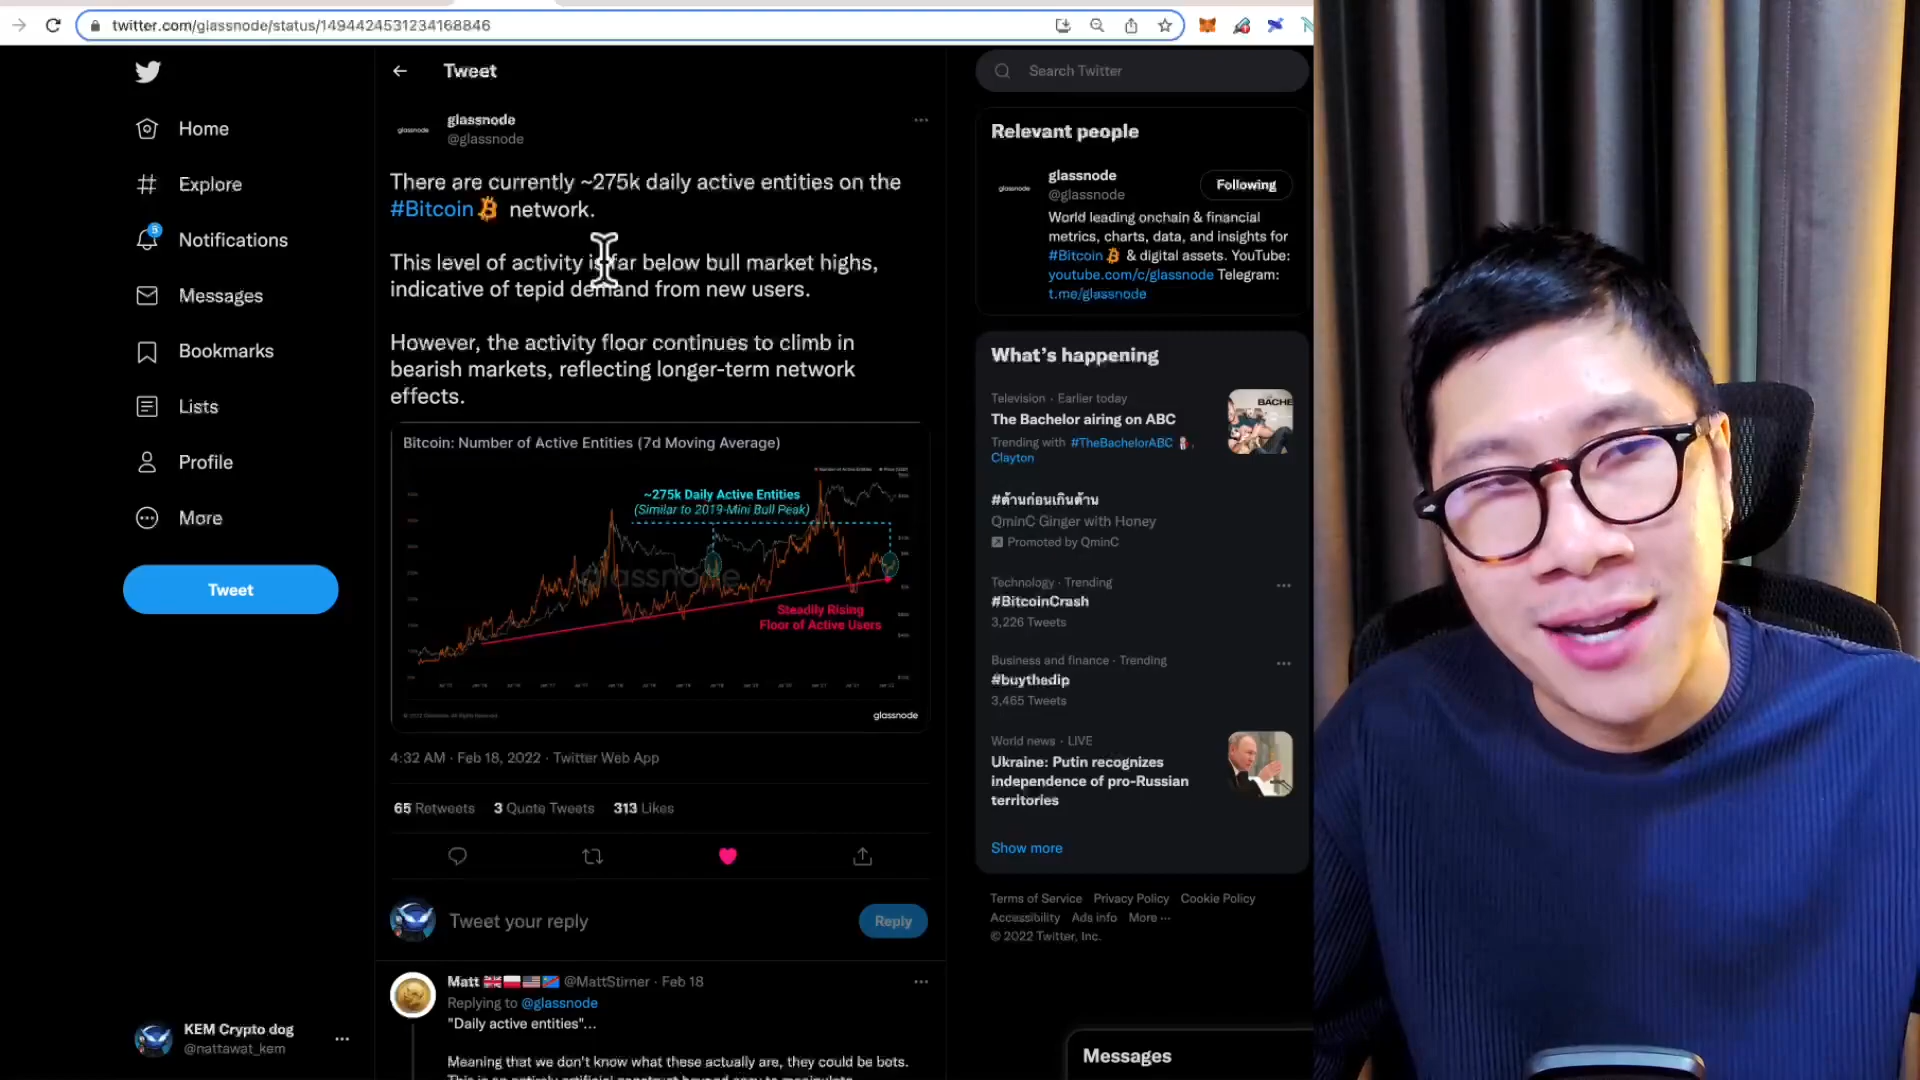 twitter.com/glassnode/status/1494424531234168846
Home
Explore
5
Notifications
Messages
Bookmarks
Lists
Profile
More
Tweet
KEM Crypto dog
@nattawat_kem
Tweet
glassnode
glassnode
@glassnode
There are currently ~275k daily active entities on the
#Bitcoin network.
This level of activity is far below bull market highs,
indicative of tepid demand from new users.
However, the activity floor continues to climb in
bearish markets, reflecting longer-term network
effects.
Bitcoin: Number of Active Entities (7d Moving Average)
~275k Daily Active Entities
(Similar to 2019-Mini Bull Peak)
glassnode
Steadily Rising
Floor of Active Users
glassnode
4:32 AM · Feb 18, 2022 · Twitter Web App
65 Retweets 3 Quote Tweets 313 Likes
Tweet your reply
Reply
Matt @MattStirner · Feb 18
Replying to @glassnode
"Daily active entities"...
Meaning that we don't know what these actually are, they could be bots.
Search Twitter
Relevant people
glassnode
glassnode
@glassnode
Following
World leading onchain & financial
metrics, charts, data, and insights for
#Bitcoin & digital assets. YouTube:
youtube.com/c/glassnode Telegram:
t.me/glassnode
What's happening
Television · Earlier today
The Bachelor airing on ABC
Trending with #TheBachelorABC ,
Clayton
#ต้านก่อนเกินต้าน
QminC Ginger with Honey
Promoted by QminC
Technology · Trending
#BitcoinCrash
3,226 Tweets
Business and finance · Trending
#buythedip
3,465 Tweets
World news · LIVE
Ukraine: Putin recognizes
independence of pro-Russian
territories
Show more
Terms of Service Privacy Policy Cookie Policy
Accessibility Ads info More ···
© 2022 Twitter, Inc.
Messages